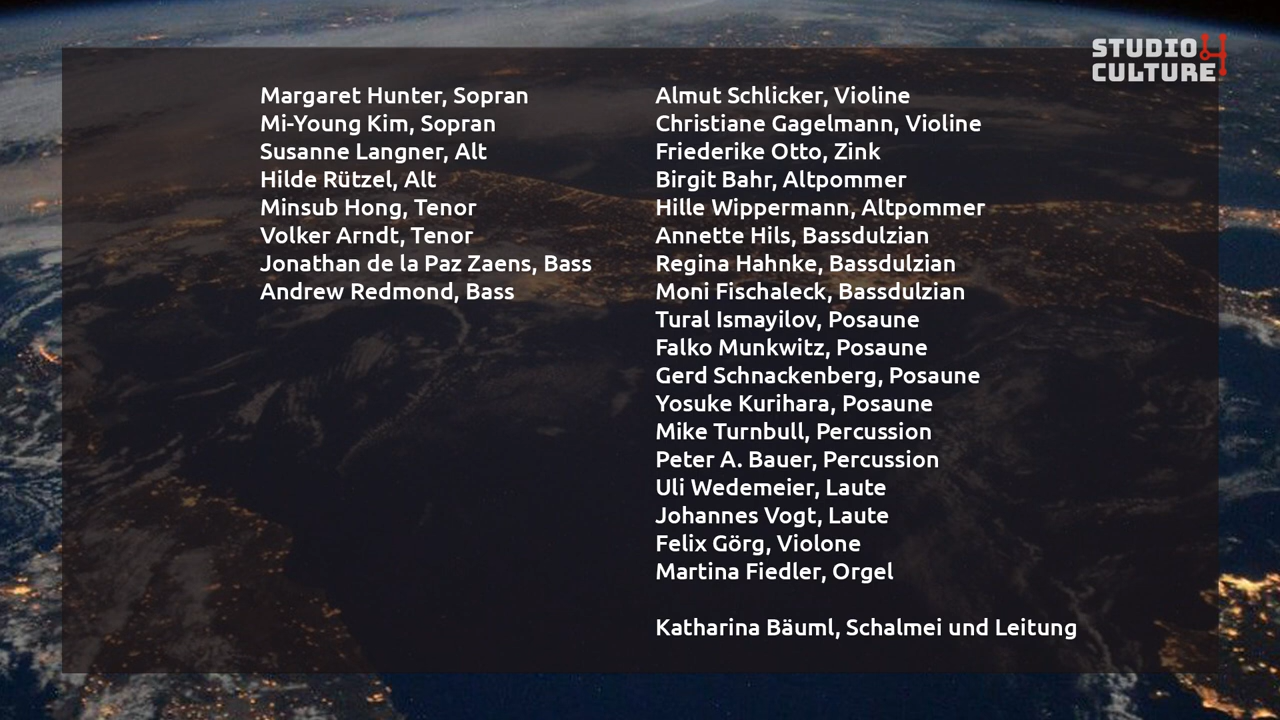 STUDIO4
CULTURE
Margaret Hunter, Sopran
Mi-Young Kim, Sopran
Susanne Langner, Alt
Hilde Rützel, Alt
Minsub Hong, Tenor
Volker Arndt, Tenor
Jonathan de la Paz Zaens, Bass
Andrew Redmond, Bass
Almut Schlicker, Violine
Christiane Gagelmann, Violine
Friederike Otto, Zink
Birgit Bahr, Altpommer
Hille Wippermann, Altpommer
Annette Hils, Bassdulzian
Regina Hahnke, Bassdulzian
Moni Fischaleck, Bassdulzian
Tural Ismayilov, Posaune
Falko Munkwitz, Posaune
Gerd Schnackenberg, Posaune
Yosuke Kurihara, Posaune
Mike Turnbull, Percussion
Peter A. Bauer, Percussion
Uli Wedemeier, Laute
Johannes Vogt, Laute
Felix Görg, Violone
Martina Fiedler, Orgel
Katharina Bäuml, Schalmei und Leitung